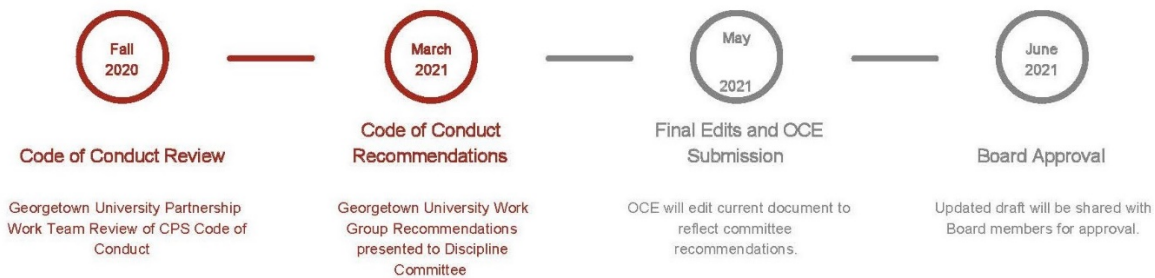 Fall
2020
March
2021
May
2021
June
2021
Code of Conduct Review
Georgetown University Partnership
Work Team Review of CPS Code of
Conduct
Code of Conduct
Recommendations
Georgetown University Work
Group Recommendations
presented to Discipline
Committee
Final Edits and OCE
Submission
OCE will edit current document to
reflect committee
recommendations.
Board Approval
Updated draft will be shared with
Board members for approval.